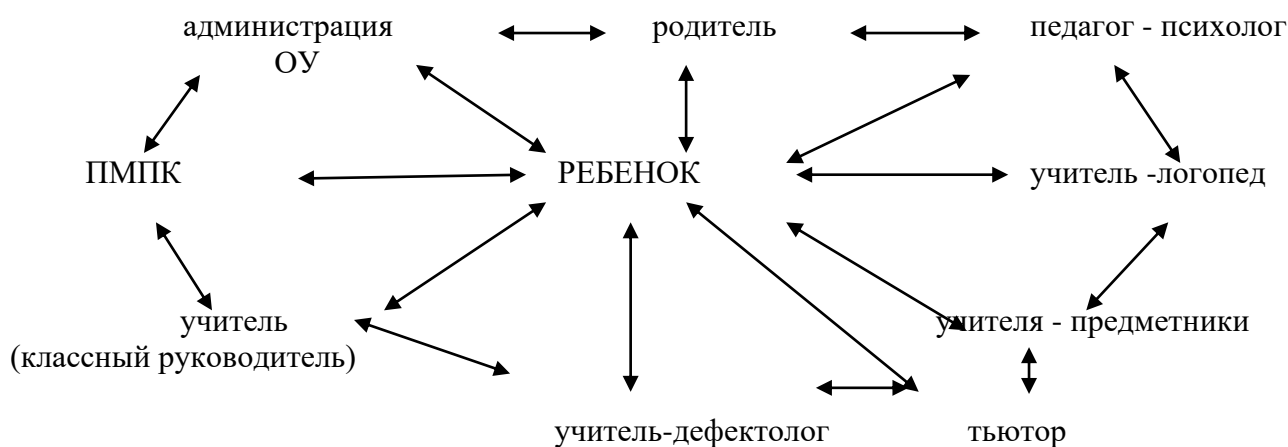 администрация родитель педагог - психолог
ОУ
ПМПК РЕБЕНОК учитель -логопед
учитель учителя - предметники
(классный руководитель)
учитель-дефектолог тьютор